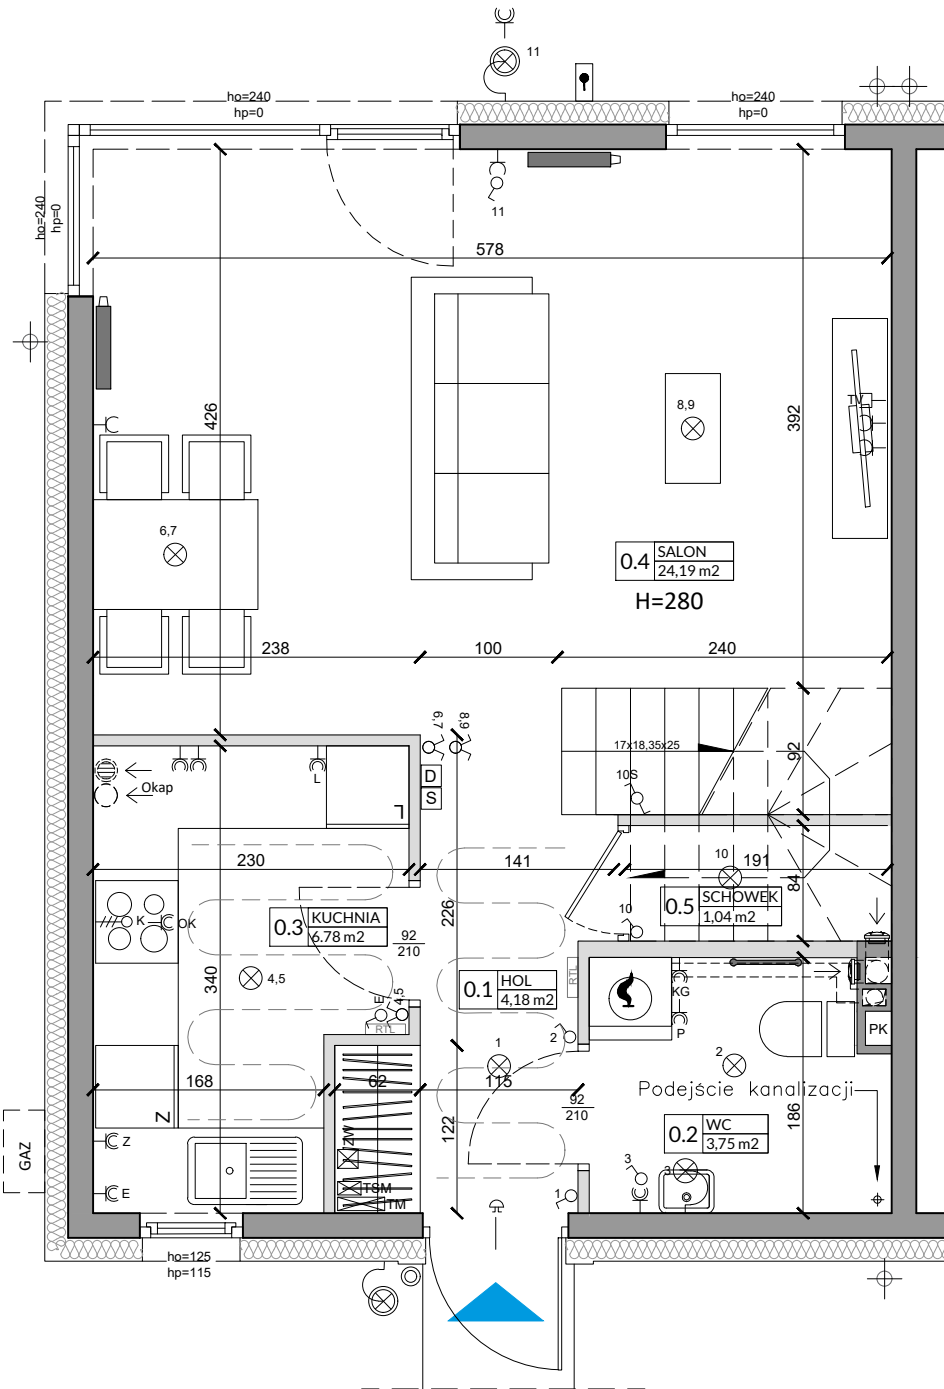 11
ho=240
hp=0
ho=240
hp=0
ho=240
hp=0
11
578
426
392
TV
8,9
6,7
0.4 SALON
24,19 m2
H=280
238
100
240
6,7
8,9
D
S
17x18,35x25
92
10S
L
Okap
230
141
10
191
84
0.5 SCHOWEK
1,04 m2
10
K
OK
0.3 KUCHNIA
6.78 m2
92
210
226
340
4,5
0.1 HOL
4,18 m2
RTL
KG
P
PK
E
4,5
RTL
2
1
2
168
62
115
Podejście kanalizacji
Z
92
210
122
186
0.2 WC
3,75 m2
ZW
Z
GAZ
E
TSM
TM
3
3
1
ho=125
hp=115